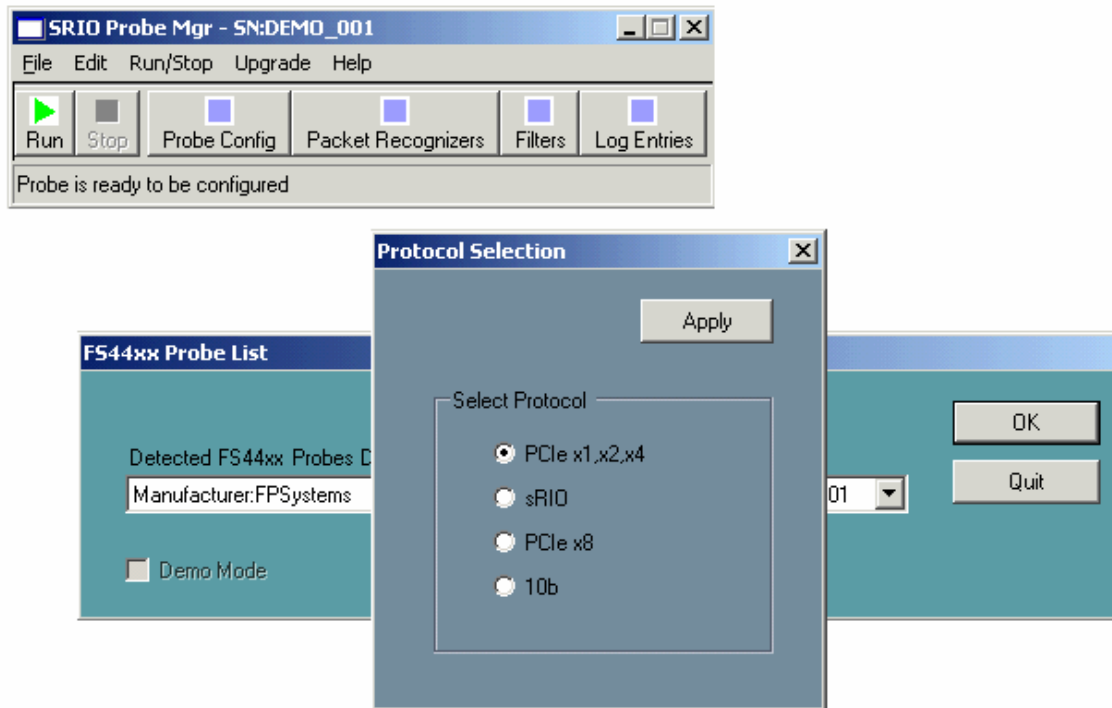 SRIO Probe Mgr - SN:DEMO_001
File Edit Run/Stop Upgrade Help
Run Stop Probe Config Packet Recognizers Filters Log Entries
Probe is ready to be configured
Protocol Selection
Apply
FS44xx Probe List
Select Protocol
OK
Detected FS44xx Probes D
PCIe x1,x2,x4
Manufacturer:FPSystems
sRIO
01
Quit
PCIe x8
Demo Mode
10b